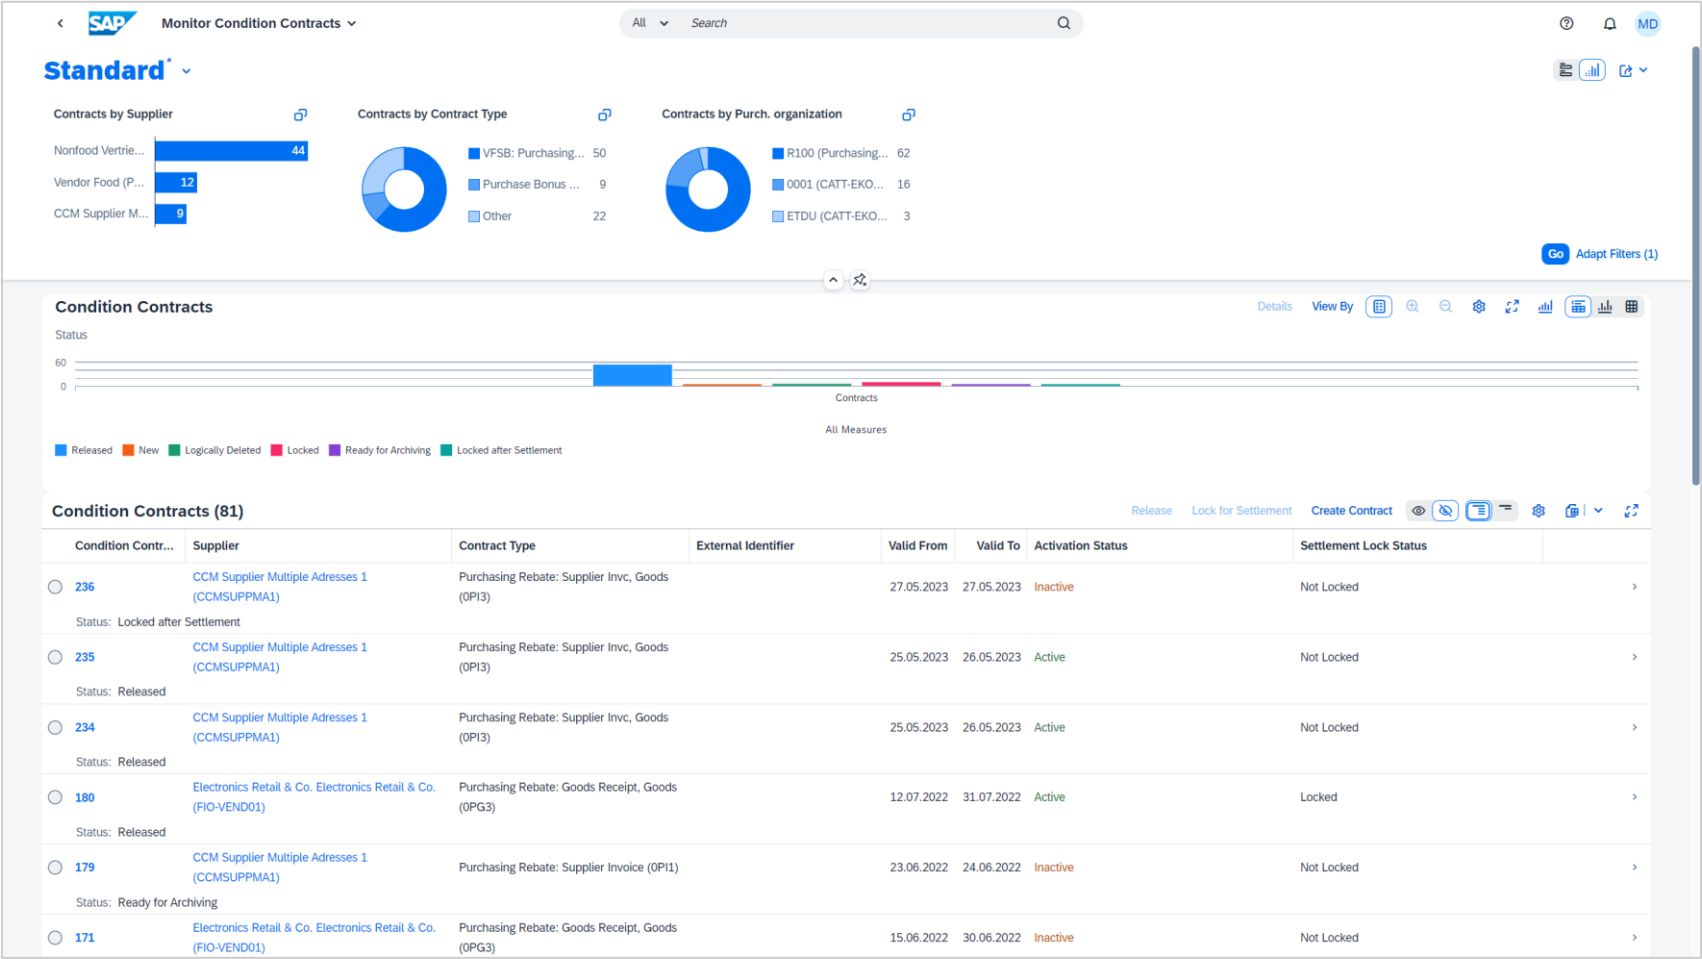 SAP Monitor Condition Contracts All Search MD
Standard*
Contracts by Supplier
Nonfood Vertrie... 44
Vendor Food (P... 12
CCM Supplier M... 9
Contracts by Contract Type
VFSB: Purchasing... 50
Purchase Bonus ... 9
Other 22
Contracts by Purch. organization
R100 (Purchasing... 62
0001 (CATT-EKO... 16
ETDU (CATT-EKO... 3
Go Adapt Filters (1)
Condition Contracts Details View By
Status
60
0
Contracts
All Measures
Released New Logically Deleted Locked Ready for Archiving Locked after Settlement
Condition Contracts (81) Release Lock for Settlement Create Contract
Condition Contr... Supplier Contract Type External Identifier Valid From Valid To Activation Status Settlement Lock Status
236 CCM Supplier Multiple Adresses 1 Purchasing Rebate: Supplier Invc, Goods 27.05.2023 27.05.2023 Inactive Not Locked
(CCMSUPPMA1) (0PI3)
Status: Locked after Settlement
235 CCM Supplier Multiple Adresses 1 Purchasing Rebate: Supplier Invc, Goods 25.05.2023 26.05.2023 Active Not Locked
(CCMSUPPMA1) (0PI3)
Status: Released
234 CCM Supplier Multiple Adresses 1 Purchasing Rebate: Supplier Invc, Goods 25.05.2023 26.05.2023 Active Not Locked
(CCMSUPPMA1) (0PI3)
Status: Released
180 Electronics Retail & Co. Electronics Retail & Co. Purchasing Rebate: Goods Receipt, Goods 12.07.2022 31.07.2022 Active Locked
(FIO-VEND01) (0PG3)
Status: Released
179 CCM Supplier Multiple Adresses 1 Purchasing Rebate: Supplier Invoice (0PI1) 23.06.2022 24.06.2022 Inactive Not Locked
(CCMSUPPMA1)
Status: Ready for Archiving
171 Electronics Retail & Co. Electronics Retail & Co. Purchasing Rebate: Goods Receipt, Goods 15.06.2022 30.06.2022 Inactive Not Locked
(FIO-VEND01) (0PG3)